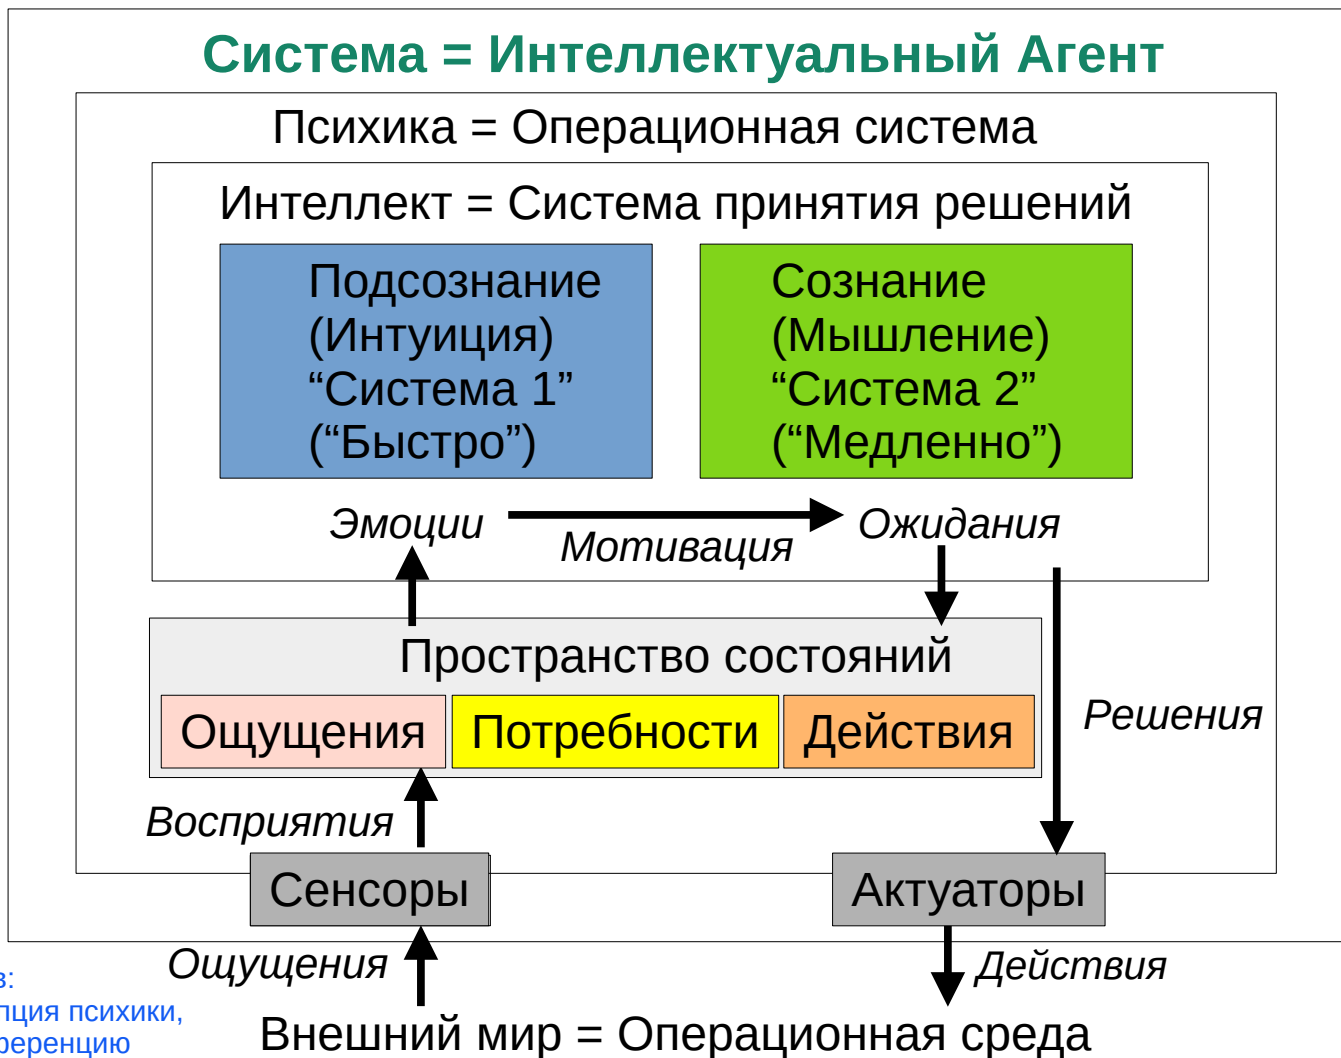 Система = Интеллектуальный Агент
Психика = Операционная система
Интеллект = Система принятия решений
Подсознание
(Интуиция)
“Система 1”
(“Быстро”)
Сознание
(Мышление)
“Система 2”
(“Медленно”)
Эмоции
Мотивация
Ожидания
Пространство состояний
Ощущения
Потребности
Действия
Решения
Восприятия
Сенсоры
Актуаторы
Ощущения
Действия
психики,
Внешний мир = Операционная среда